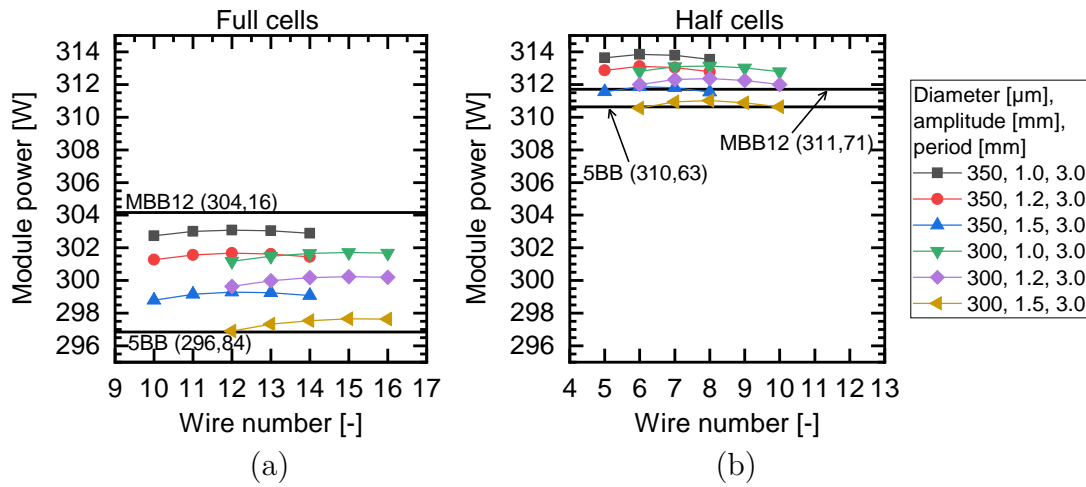 Full cells
Half cells
Module power [W]
314
312
310
308
306
304
302
300
298
296
MBB12 (304,16)
5BB (296,84)
9 10 11 12 13 14 15 16 17
Wire number [-]
(a)
Module power [W]
314
312
310
308
306
304
302
300
298
296
MBB12 (311,71)
5BB (310,63)
4 5 6 7 8 9 10 11 12 13
Wire number [-]
(b)
Diameter [µm],
amplitude [mm],
period [mm]
350, 1.0, 3.0
350, 1.2, 3.0
350, 1.5, 3.0
300, 1.0, 3.0
300, 1.2, 3.0
300, 1.5, 3.0